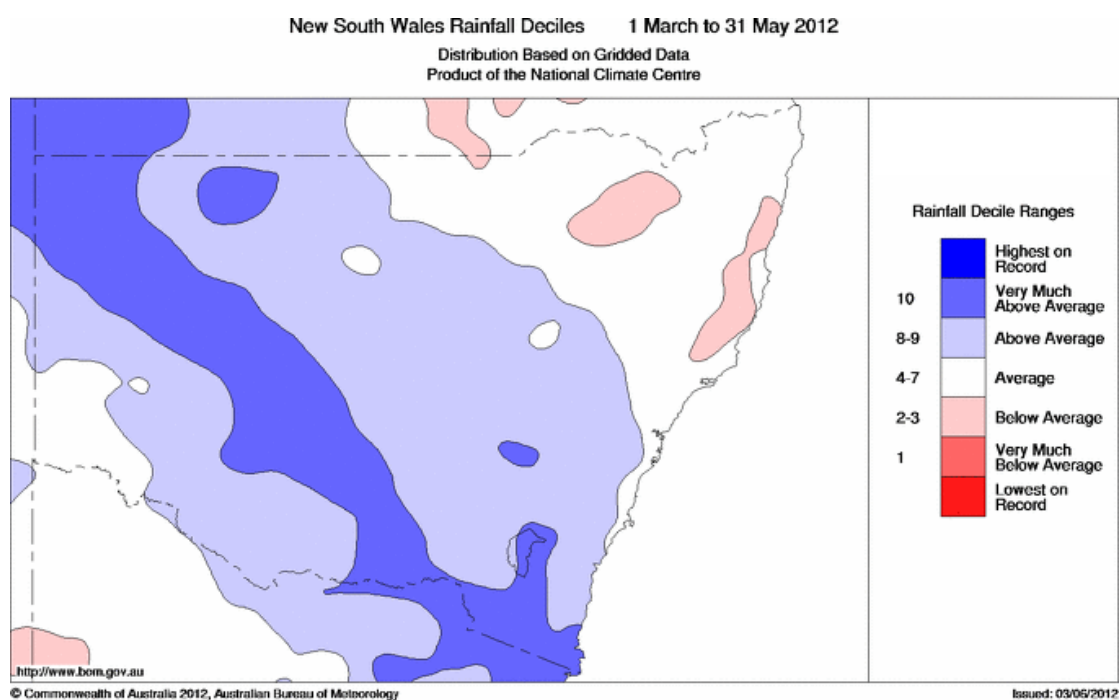 New South Wales Rainfall Deciles 1 March to 31 May 2012
Distribution Based on Gridded Data
Product of the National Climate Centre
Rainfall Decile Ranges
Highest on
Record
10 Very Much
Above Average
8-9 Above Average
4-7 Average
2-3 Below Average
1 Very Much
Below Average
Lowest on
Record
http://www.bom.gov.au
© Commonwealth of Australia 2012, Australian Bureau of Meteorology
Issued: 03/06/2012